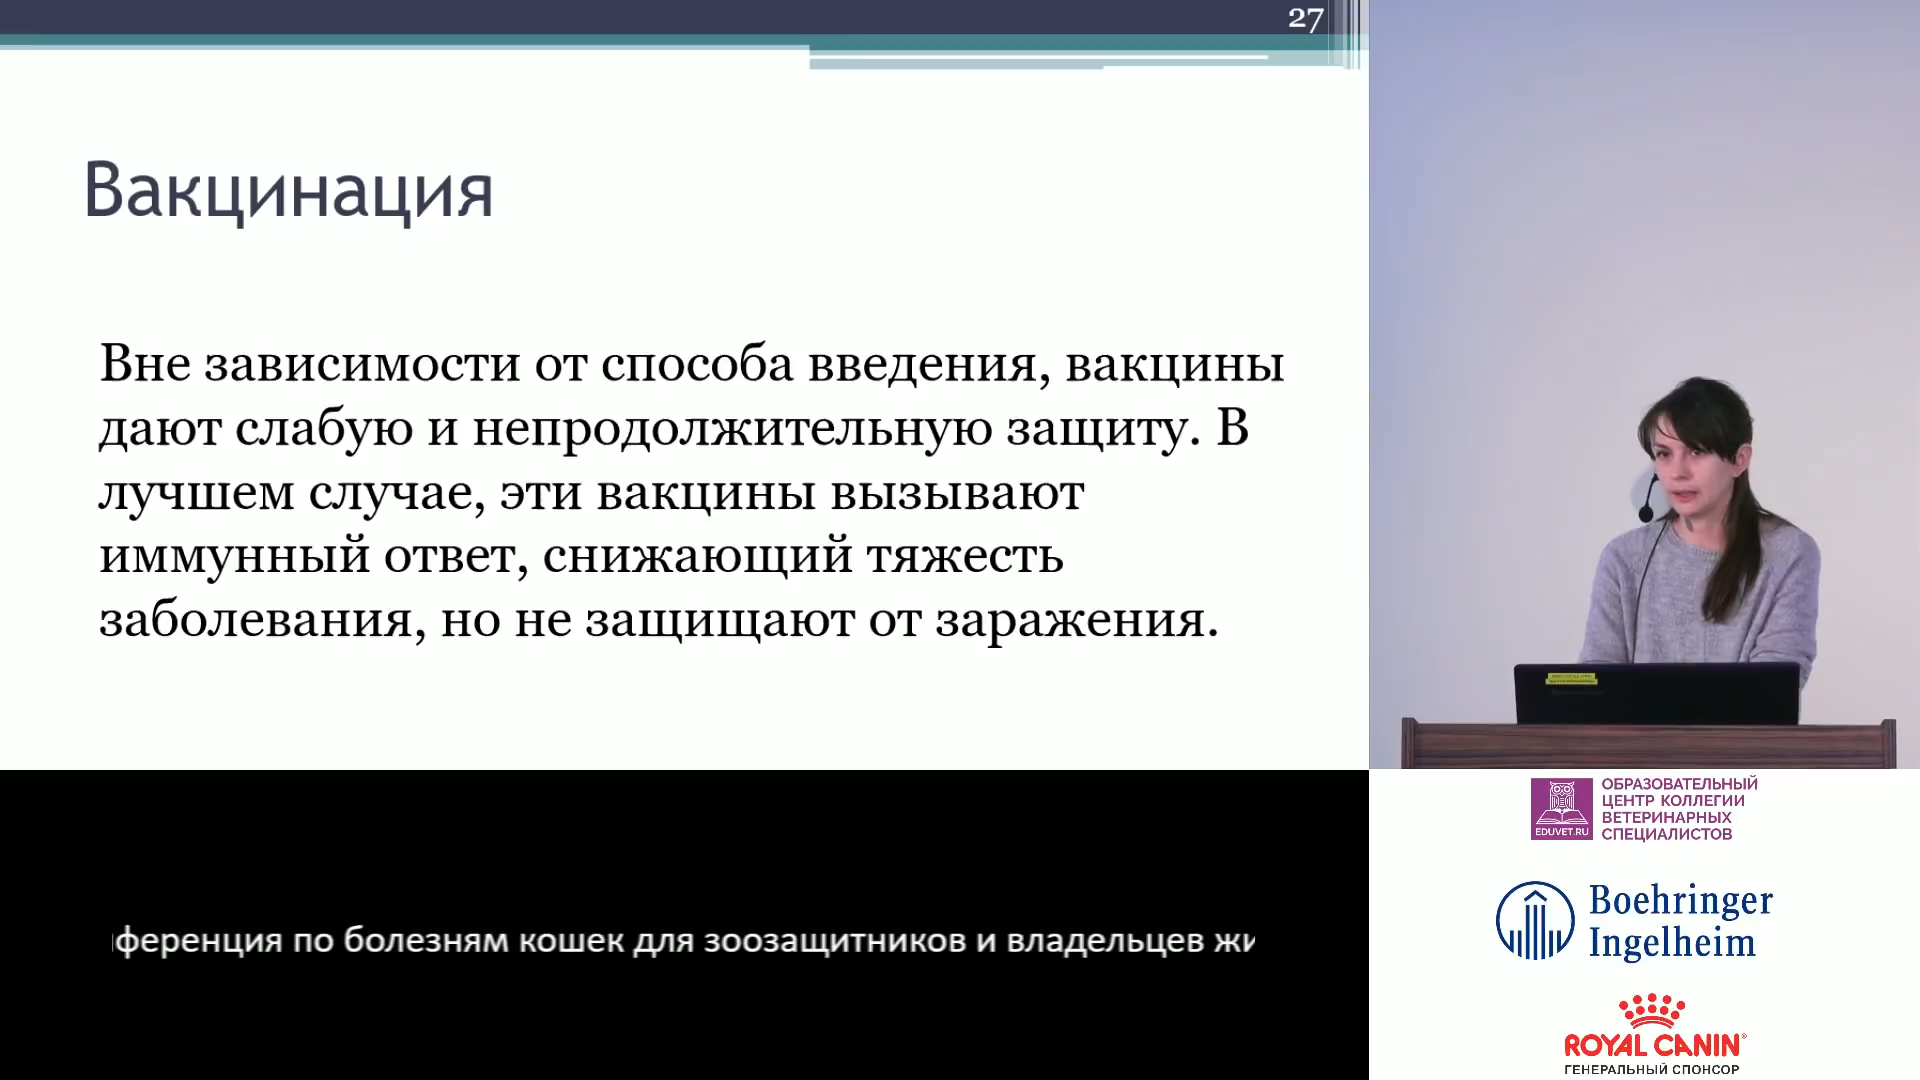 27
Вакцинация
Вне зависимости от способа введения, вакцины
дают слабую и непродолжительную защиту. В
лучшем случае, эти вакцины вызывают
иммунный ответ, снижающий тяжесть
заболевания, но не защищают от заражения.
ференция по болезням кошек для зоозащитников и владельцев жи
ОБРАЗОВАТЕЛЬНЫЙ
ЦЕНТР КОЛЛЕГИИ
ВЕТЕРИНАРНЫХ
СПЕЦИАЛИСТОВ
EDUVET.RU
Boehringer
Ingelheim
ROYAL CANIN
ГЕНЕРАЛЬНЫЙ СПОНСОР